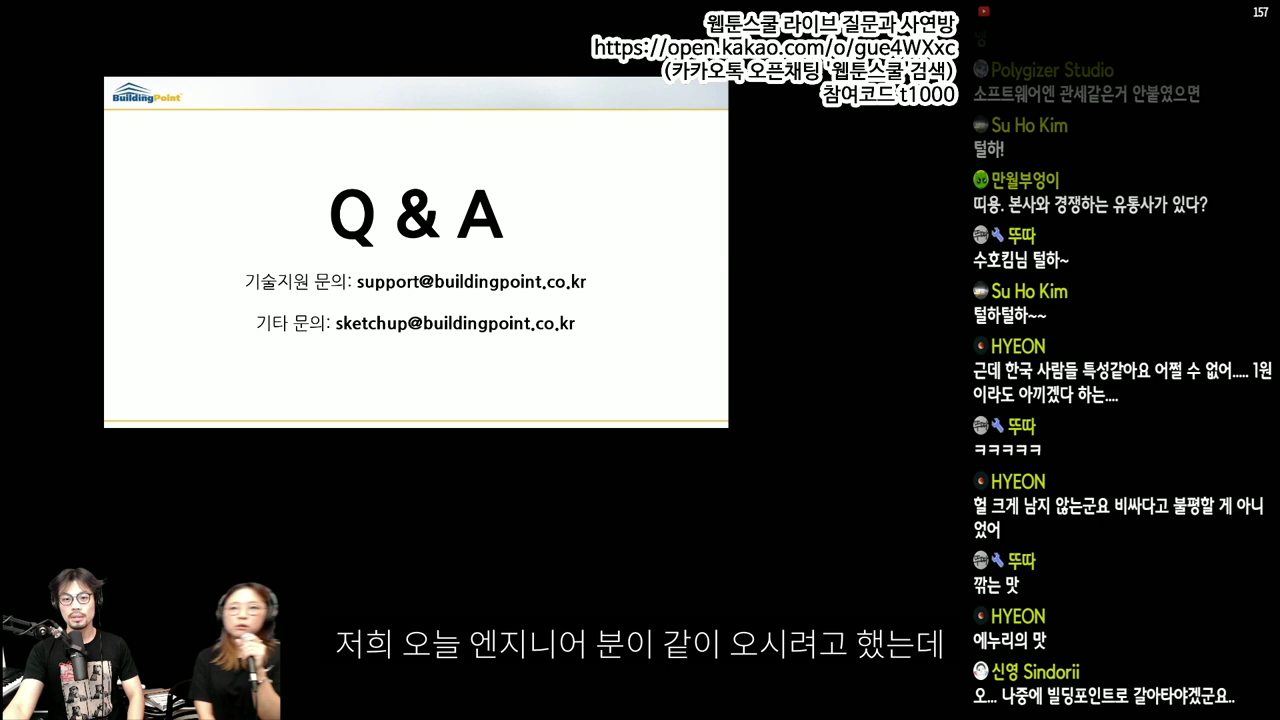 웹툰스쿨 라이브 질문과 사연방
https://open.kakao.com/o/gue4WXxc
(카카오톡 오픈채팅 '웹툰스쿨'검색)
참여코드 t1000
BuildingPoint
Q & A
기술지원 문의: support@buildingpoint.co.kr
기타 문의: sketchup@buildingpoint.co.kr
저희 오늘 엔지니어 분이 같이 오시려고 했는데
157
넹
Polygizer Studio
소프트웨어엔 관세같은거 안붙였으면
Su Ho Kim
털하!
만월부엉이
띠용. 본사와 경쟁하는 유통사가 있다?
뚜따
수호킴님 털하~
Su Ho Kim
털하털하~~
HYEON
근데 한국 사람들 특성같아요 어쩔 수 없어..... 1원
이라도 아끼겠다 하는....
뚜따
ㅋㅋㅋㅋㅋ
HYEON
헐 크게 남지 않는군요 비싸다고 불평할 게 아니
었어
뚜따
깎는 맛
HYEON
에누리의 맛
신영 Sindorii
오... 나중에 빌딩포인트로 갈아타야겠군요..